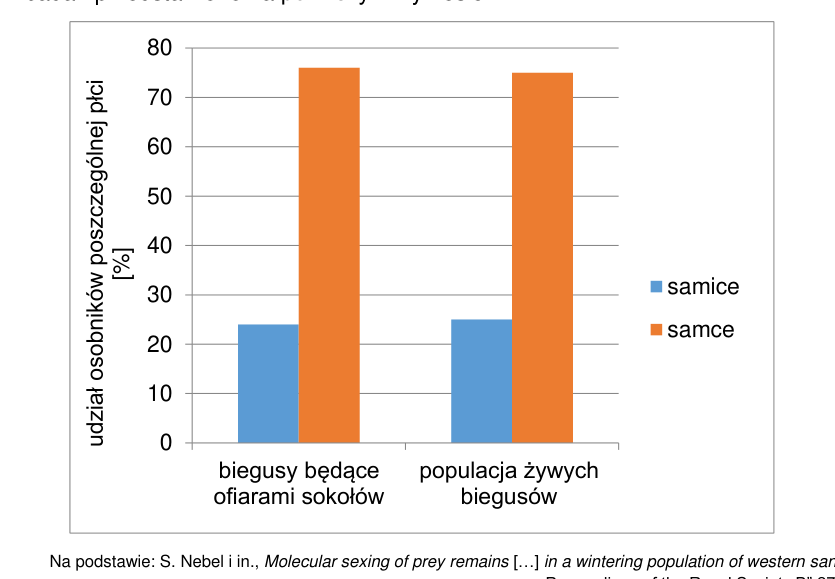 80
70
60
50
40
30
20
10
0
udział osobników poszczególnej płci
[%]
samice
samce
biegusy będące
ofiarami sokołów
populacja żywych
biegusów
Na podstawie: S. Nebel i in., Molecular sexing of prey remains […] in a wintering population of western